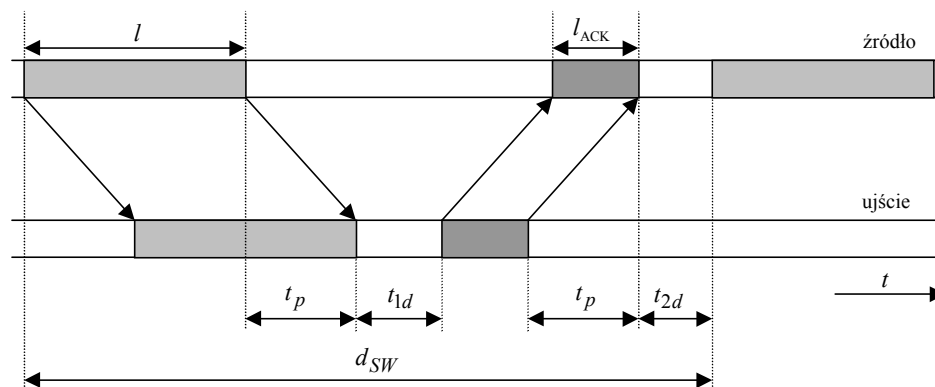 l
l_ACK
źródło
ujście
t_p
t_1d
t_p
t_2d
t
d_SW